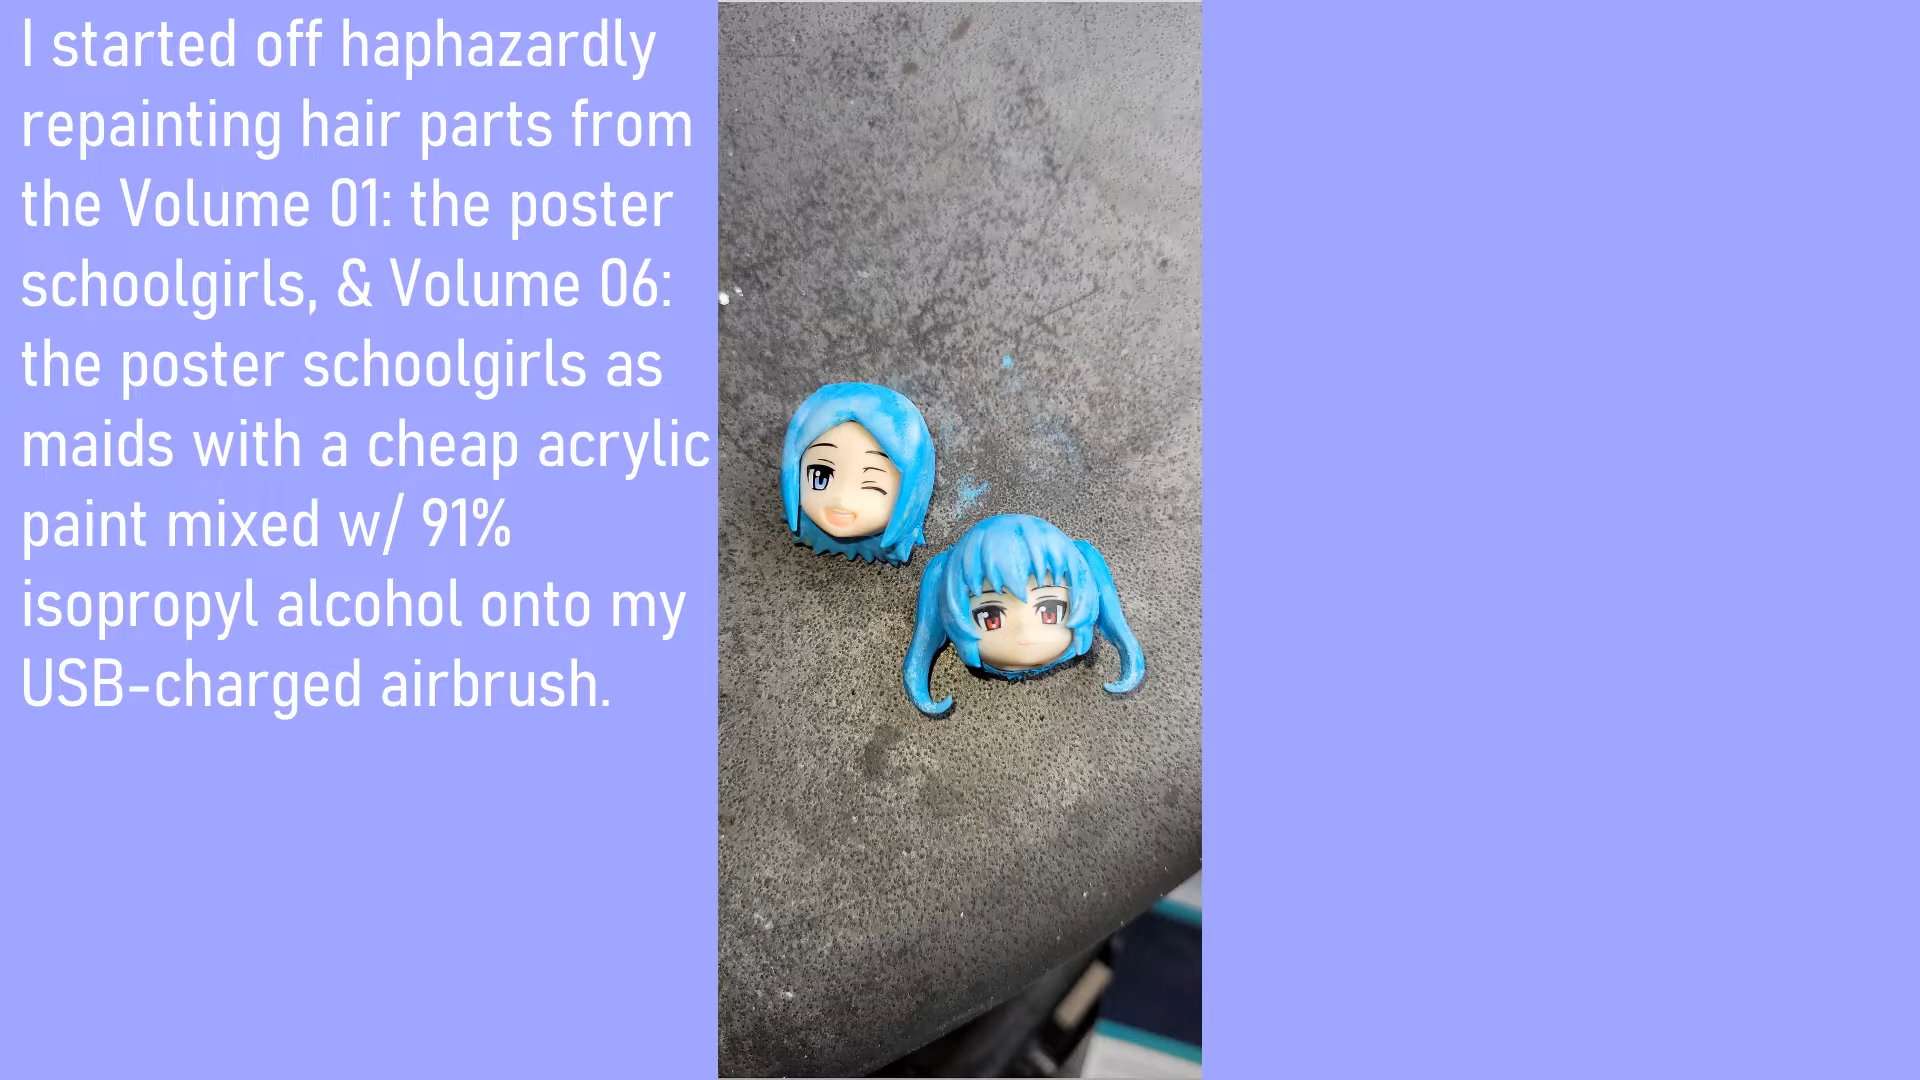 I started off haphazardly
repainting hair parts from
the Volume 01: the poster
schoolgirls, & Volume 06:
the poster schoolgirls as
maids with a cheap acrylic
paint mixed w/ 91%
isopropyl alcohol onto my
USB-charged airbrush.